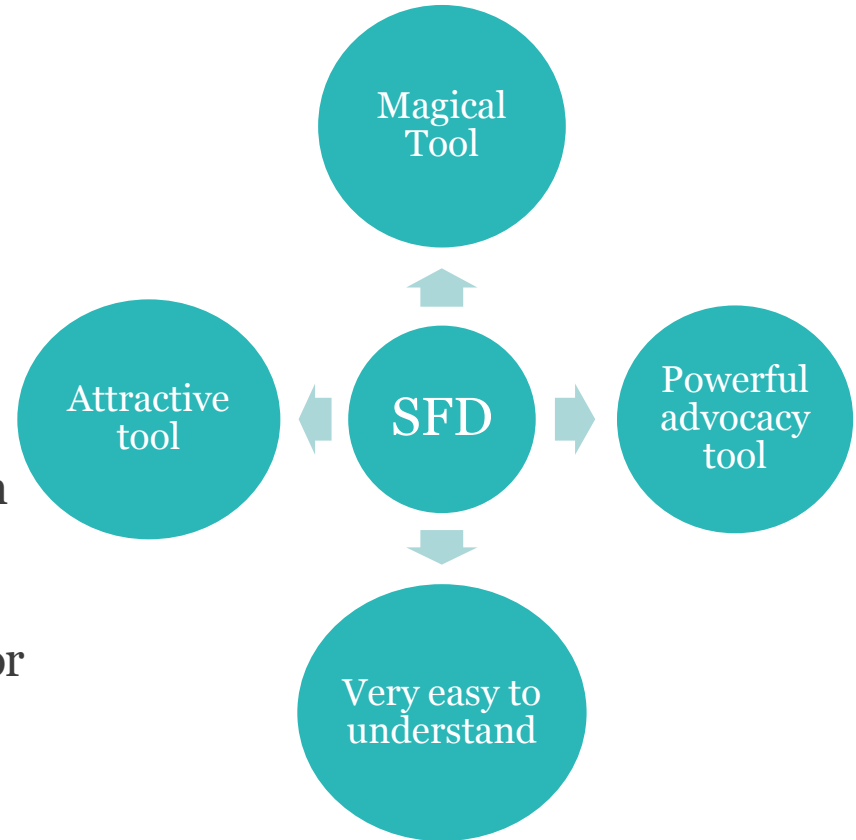 Magical
Tool
Attractive
tool
SFD
Powerful
advocacy
tool
Very easy to
understand